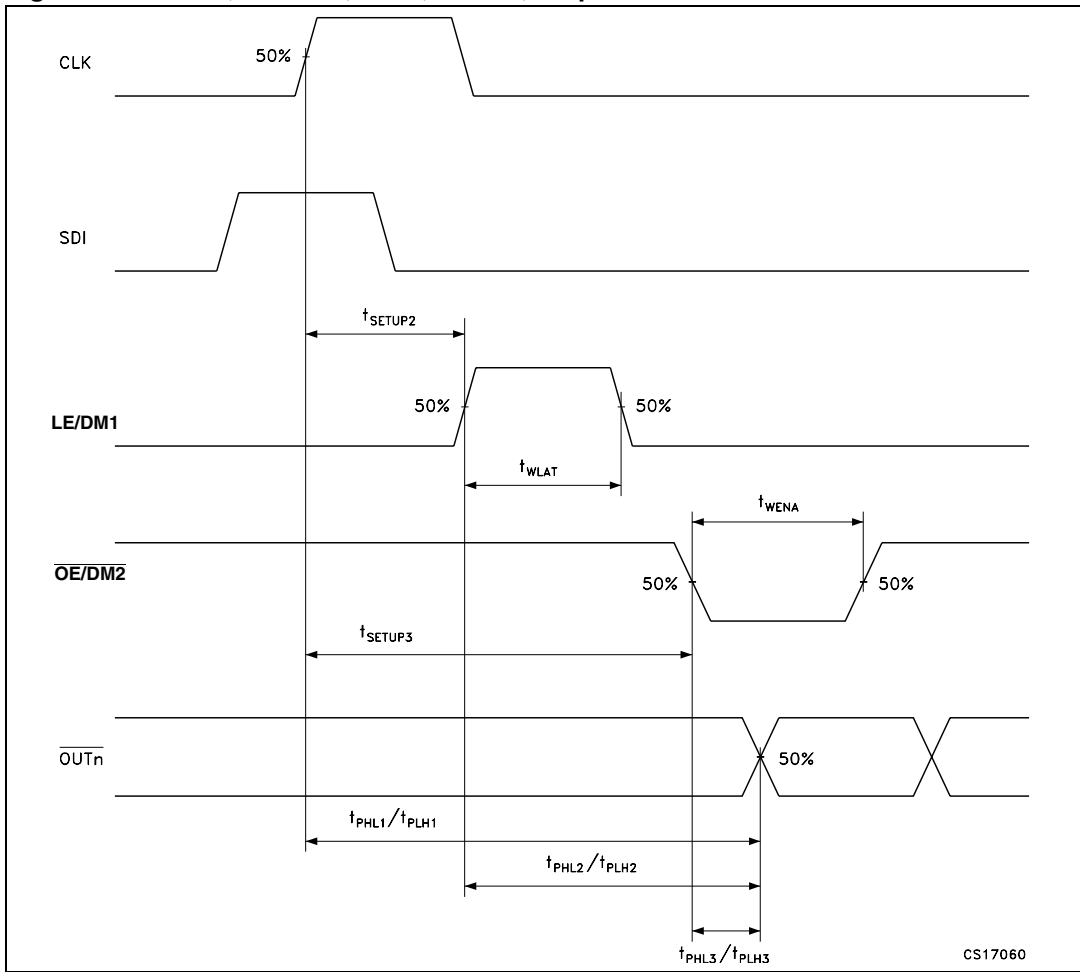 50%
CLK
SDI
tSETUP2
50%
50%
LE/DM1
tWLAT
tWENA
OE/DM2
50%
50%
tSETUP3
OUTn
50%
tPHL1/tPLH1
tPHL2/tPLH2
tPHL3/tPLH3
CS17060